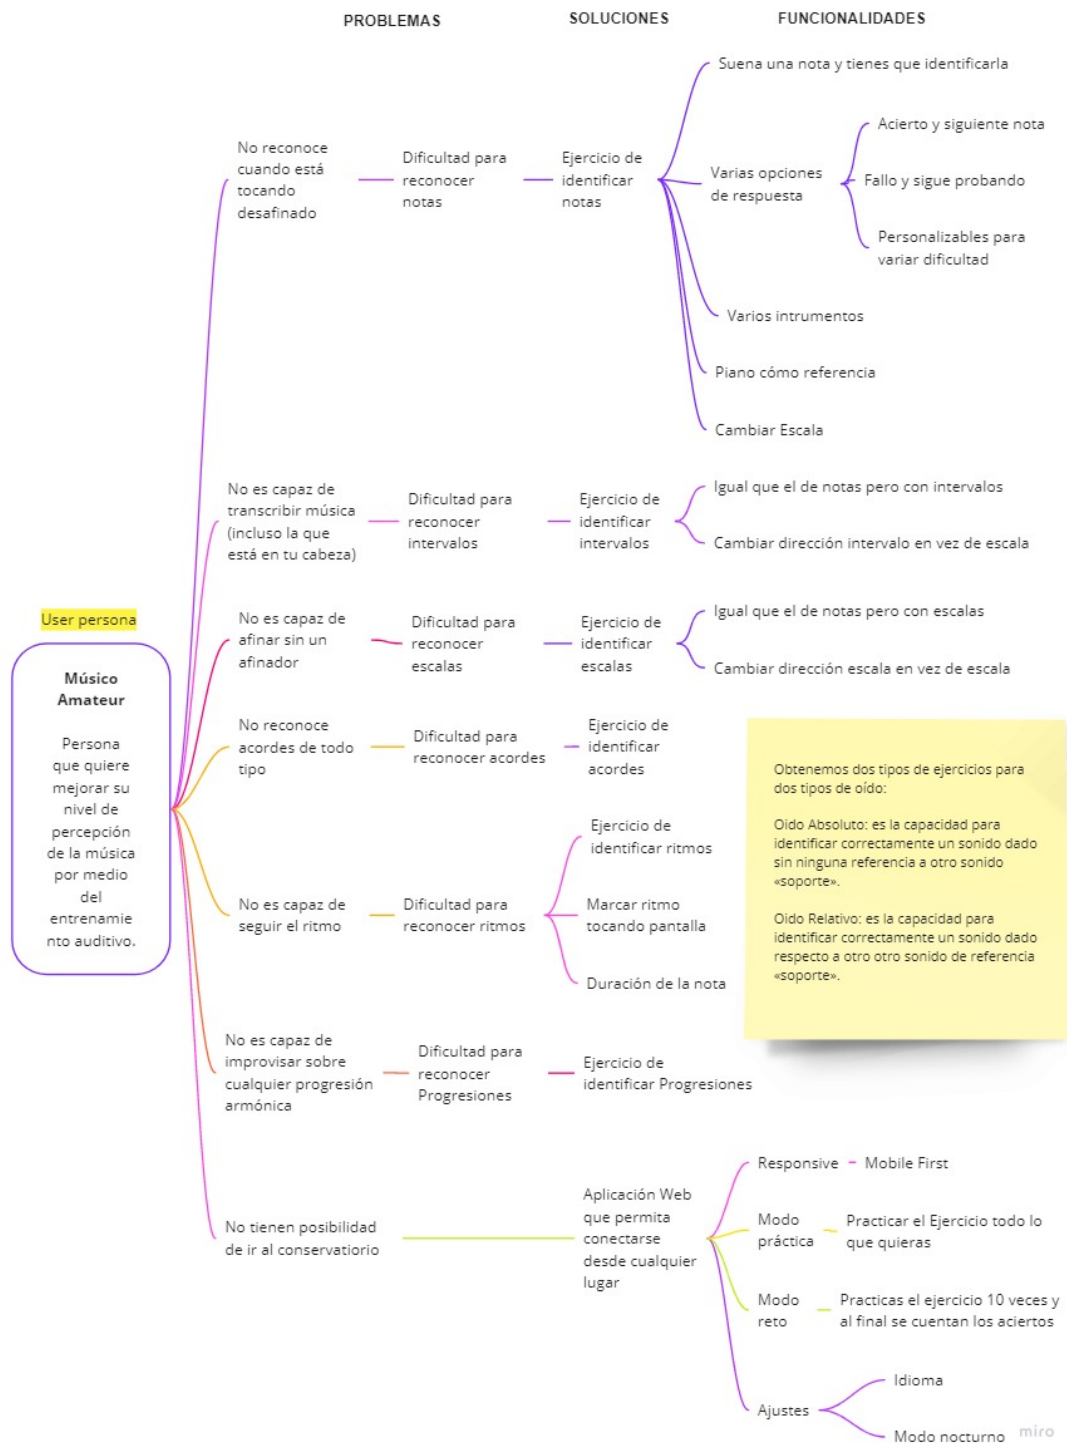 PROBLEMAS
SOLUCIONES
FUNCIONALIDADES
User persona
Músico
Amateur
Persona
que quiere
mejorar su
nivel de
percepción
de la música
por medio
del
entrenamie
nto auditivo.
No reconoce
cuando está
tocando
desafinado
Dificultad para
reconocer
notas
Ejercicio de
identificar
notas
Suena una nota y tienes que identificarla
Varias opciones
de respuesta
Acierto y siguiente nota
Fallo y sigue probando
Personalizables para
variar dificultad
Varios intrumentos
Piano cómo referencia
Cambiar Escala
No es capaz de
transcribir música
(incluso la que
está en tu cabeza)
Dificultad para
reconocer
intervalos
Ejercicio de
identificar
intervalos
Igual que el de notas pero con intervalos
Cambiar dirección intervalo en vez de escala
No es capaz de
afinar sin un
afinador
Dificultad para
reconocer
escalas
Ejercicio de
identificar
escalas
Igual que el de notas pero con escalas
Cambiar dirección escala en vez de escala
No reconoce
acordes de todo
tipo
Dificultad para
reconocer acordes
Ejercicio de
identificar
acordes
No es capaz de
seguir el ritmo
Dificultad para
reconocer ritmos
Ejercicio de
identificar ritmos
Marcar ritmo
tocando pantalla
Duración de la nota
No es capaz de
improvisar sobre
cualquier progresión
armónica
Dificultad para
reconocer
Progresiones
Ejercicio de
identificar Progresiones
No tienen posibilidad
de ir al conservatiorio
Aplicación Web
que permita
conectarse
desde cualquier
lugar
Responsive
Mobile First
Modo
práctica
Practicar el Ejercicio todo lo
que quieras
Modo
reto
Practicas el ejercicio 10 veces y
al final se cuentan los aciertos
Ajustes
Idioma
Modo nocturno
Obtenemos dos tipos de ejercicios para
dos tipos de oído:
Oido Absoluto: es la capacidad para
identificar correctamente un sonido dado
sin ninguna referencia a otro sonido
«soporte».
Oido Relativo: es la capacidad para
identificar correctamente un sonido dado
respecto a otro otro sonido de referencia
«soporte».
miro